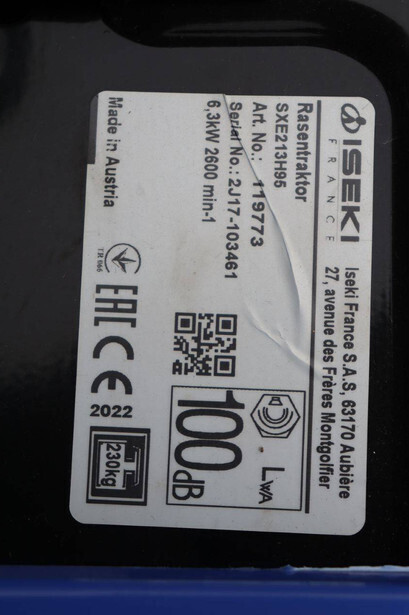 ISEKI
FRANCE
Iseki France S.A.S, 63170 Aubière
27, avenue des Frères Montgolfier
Rasentraktor
SXE213H95
Art. No.: 119773
Serial No.: 2J17-103461
6,3kW 2600 min-1
Made in Austria
LWA
100dB
TR 066
EAC CE
2022
230kg